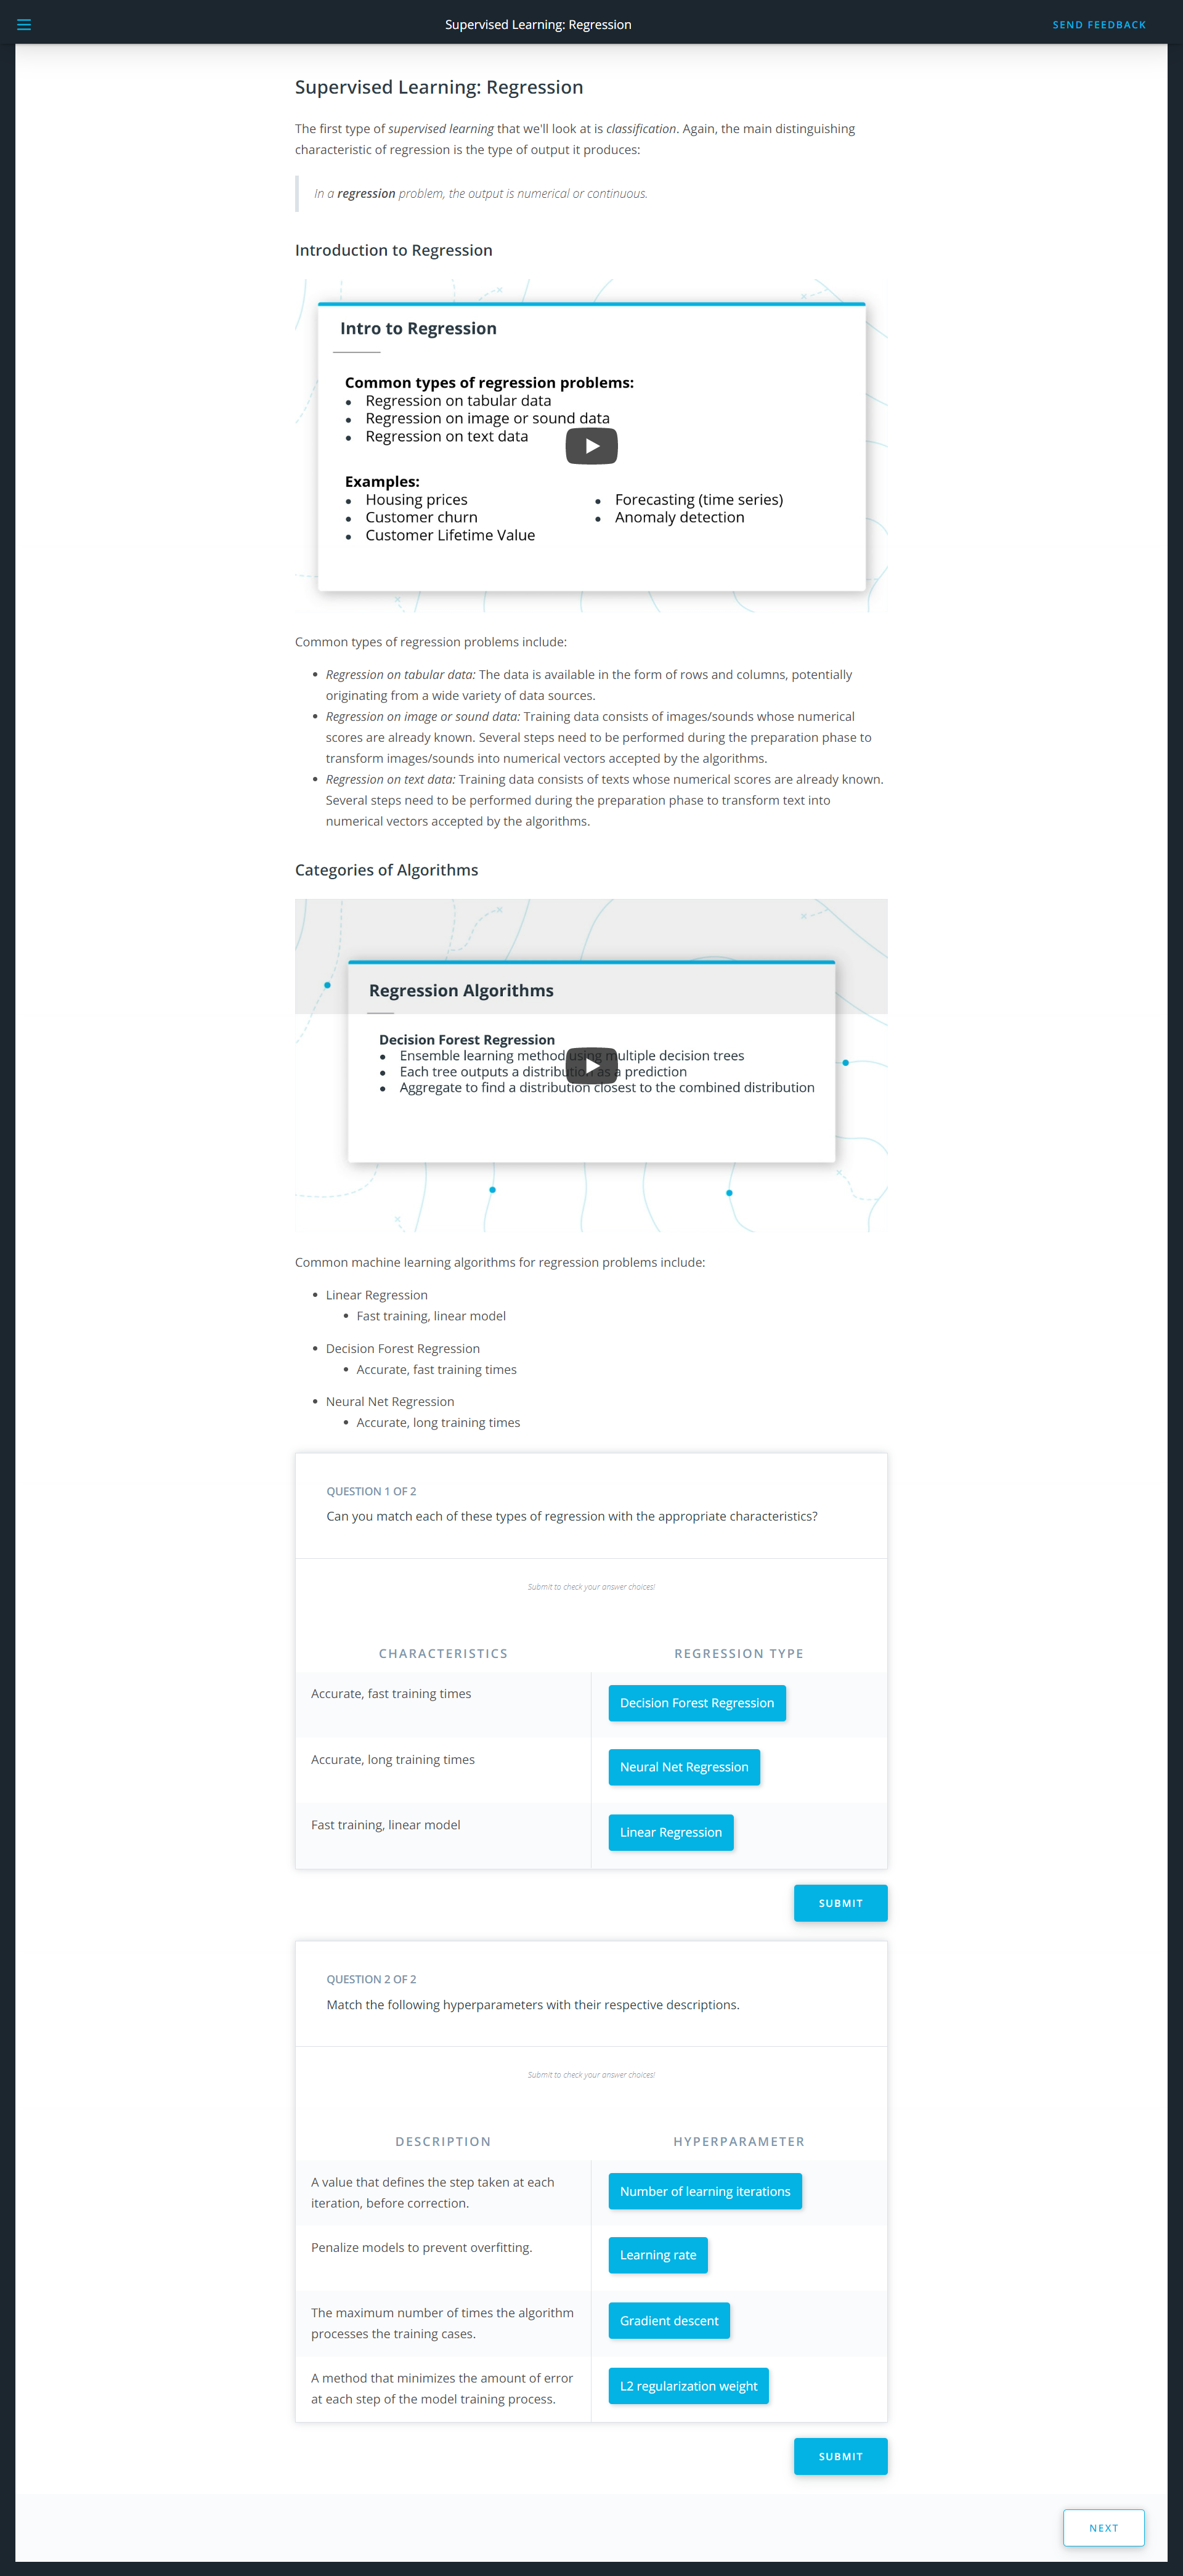 Supervised Learning: Regression
SEND FEEDBACK
Supervised Learning: Regression
The first type of supervised learning that we'll look at is classification. Again, the main distinguishing
characteristic of regression is the type of output it produces:
In a regression problem, the output is numerical or continuous.
Introduction to Regression
Intro to Regression
Common types of regression problems:
• Regression on tabular data
• Regression on image or sound data
• Regression on text data
Examples:
• Housing prices
• Customer churn
• Customer Lifetime Value
• Forecasting (time series)
• Anomaly detection
Common types of regression problems include:
• Regression on tabular data: The data is available in the form of rows and columns, potentially
originating from a wide variety of data sources.
• Regression on image or sound data: Training data consists of images/sounds whose numerical
scores are already known. Several steps need to be performed during the preparation phase to
transform images/sounds into numerical vectors accepted by the algorithms.
• Regression on text data: Training data consists of texts whose numerical scores are already known.
Several steps need to be performed during the preparation phase to transform text into
numerical vectors accepted by the algorithms.
Categories of Algorithms
Regression Algorithms
Decision Forest Regression
• Ensemble learning method using multiple decision trees
• Each tree outputs a distribution as a prediction
• Aggregate to find a distribution closest to the combined distribution
Common machine learning algorithms for regression problems include:
• Linear Regression
• Fast training, linear model
• Decision Forest Regression
• Accurate, fast training times
• Neural Net Regression
• Accurate, long training times
QUESTION 1 OF 2
Can you match each of these types of regression with the appropriate characteristics?
Submit to check your answer choices!
CHARACTERISTICS
REGRESSION TYPE
Accurate, fast training times
Decision Forest Regression
Accurate, long training times
Neural Net Regression
Fast training, linear model
Linear Regression
SUBMIT
QUESTION 2 OF 2
Match the following hyperparameters with their respective descriptions.
Submit to check your answer choices!
DESCRIPTION
HYPERPARAMETER
A value that defines the step taken at each
iteration, before correction.
Number of learning iterations
Penalize models to prevent overfitting.
Learning rate
The maximum number of times the algorithm
processes the training cases.
Gradient descent
A method that minimizes the amount of error
at each step of the model training process.
L2 regularization weight
SUBMIT
NEXT